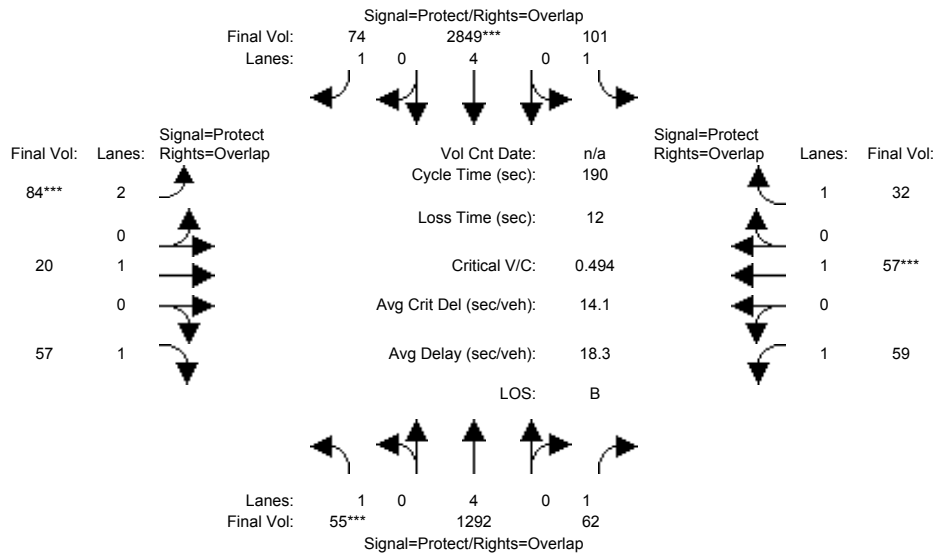 Signal=Protect/Rights=Overlap
Final Vol: 74 2849*** 101
Lanes: 1 0 4 0 1
Signal=Protect
Final Vol: Lanes: Rights=Overlap
Vol Cnt Date: n/a
Signal=Protect
Rights=Overlap Lanes: Final Vol:
Cycle Time (sec): 190
84*** 2
1 32
Loss Time (sec): 12
0
0
20 1
Critical V/C: 0.494
1 57***
0
Avg Crit Del (sec/veh): 14.1
0
57 1
Avg Delay (sec/veh): 18.3
1 59
LOS: B
Lanes: 1 0 4 0 1
Final Vol: 55*** 1292 62
Signal=Protect/Rights=Overlap